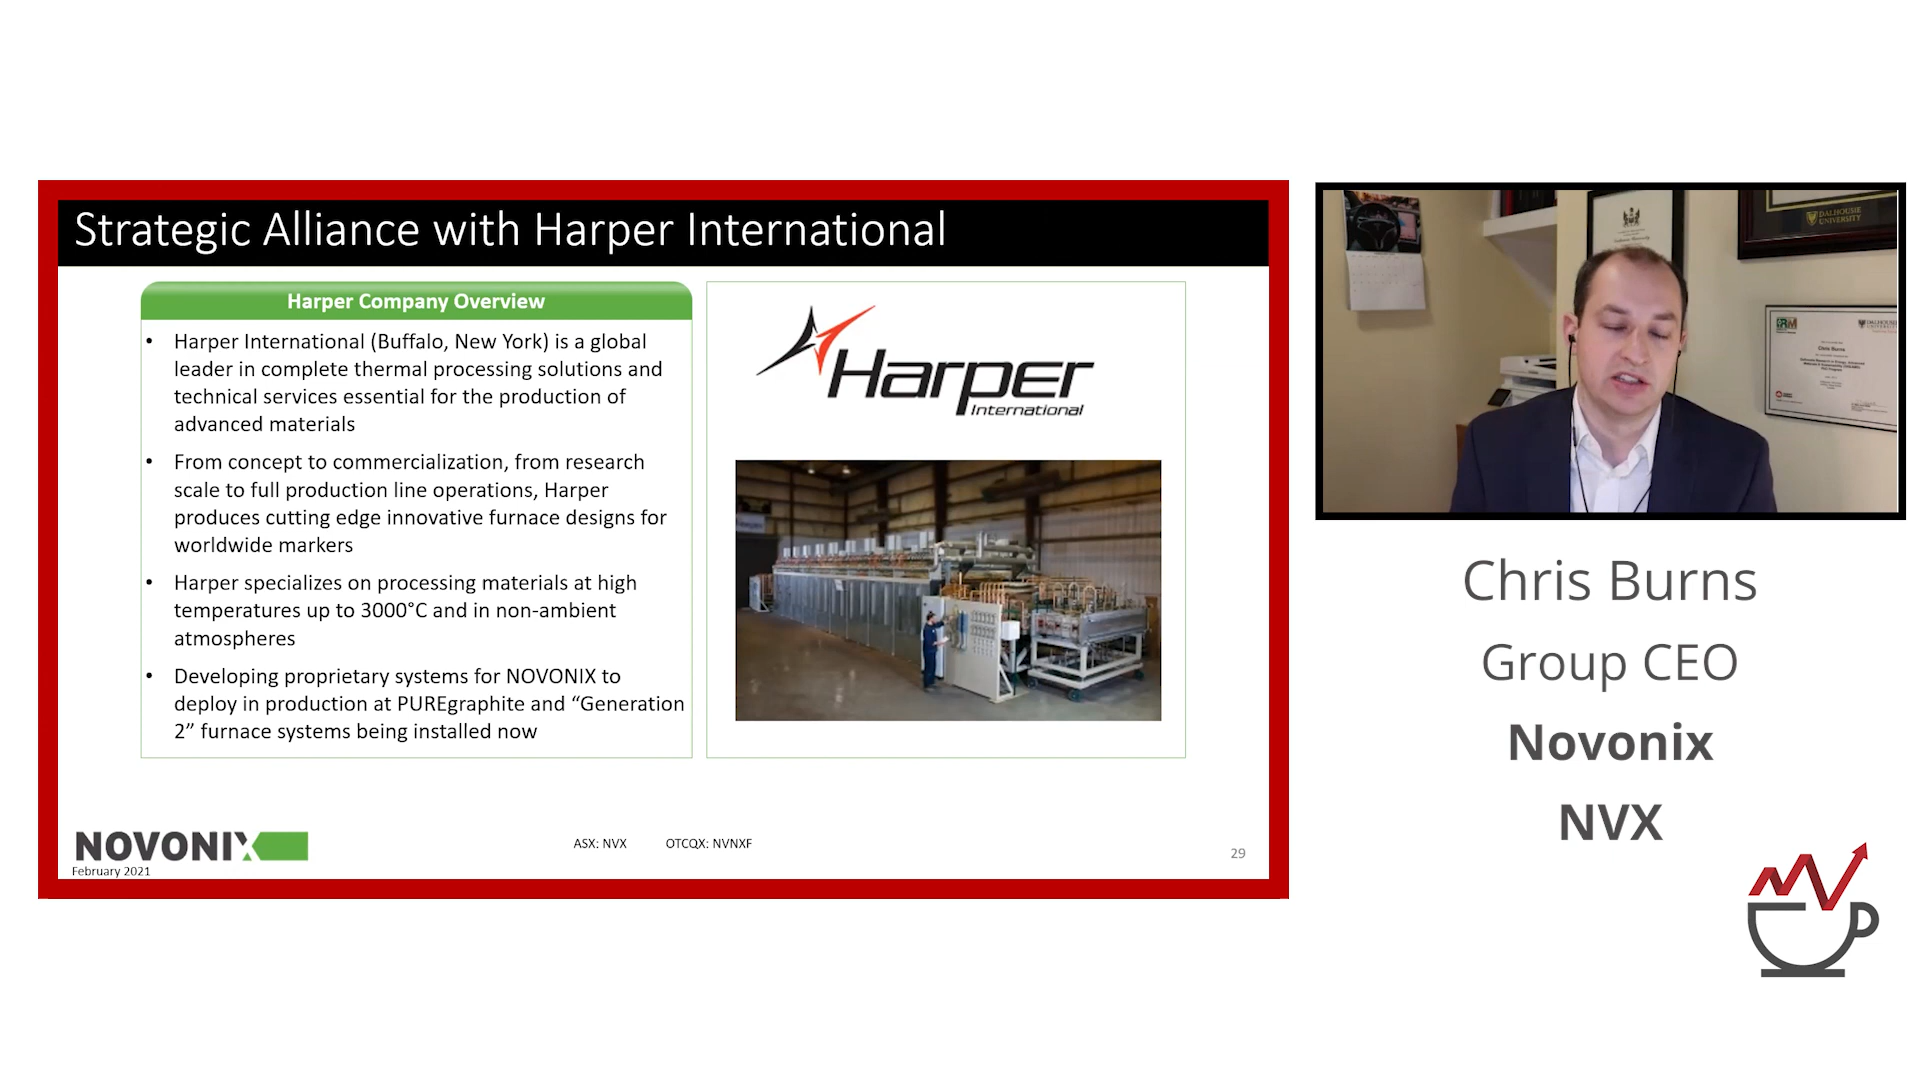 Strategic Alliance with Harper International
Harper Company Overview
• Harper International (Buffalo, New York) is a global
leader in complete thermal processing solutions and
technical services essential for the production of
advanced materials
• From concept to commercialization, from research
scale to full production line operations, Harper
produces cutting edge innovative furnace designs for
worldwide markers
• Harper specializes on processing materials at high
temperatures up to 3000°C and in non-ambient
atmospheres
• Developing proprietary systems for NOVONIX to
deploy in production at PUREgraphite and “Generation
2” furnace systems being installed now
Harper
International
NOVONIX
February 2021
ASX: NVX OTCQX: NVNXF
29
DALHOUSIE
UNIVERSITY
Chris Burns
Chris Burns
Group CEO
Novonix
NVX